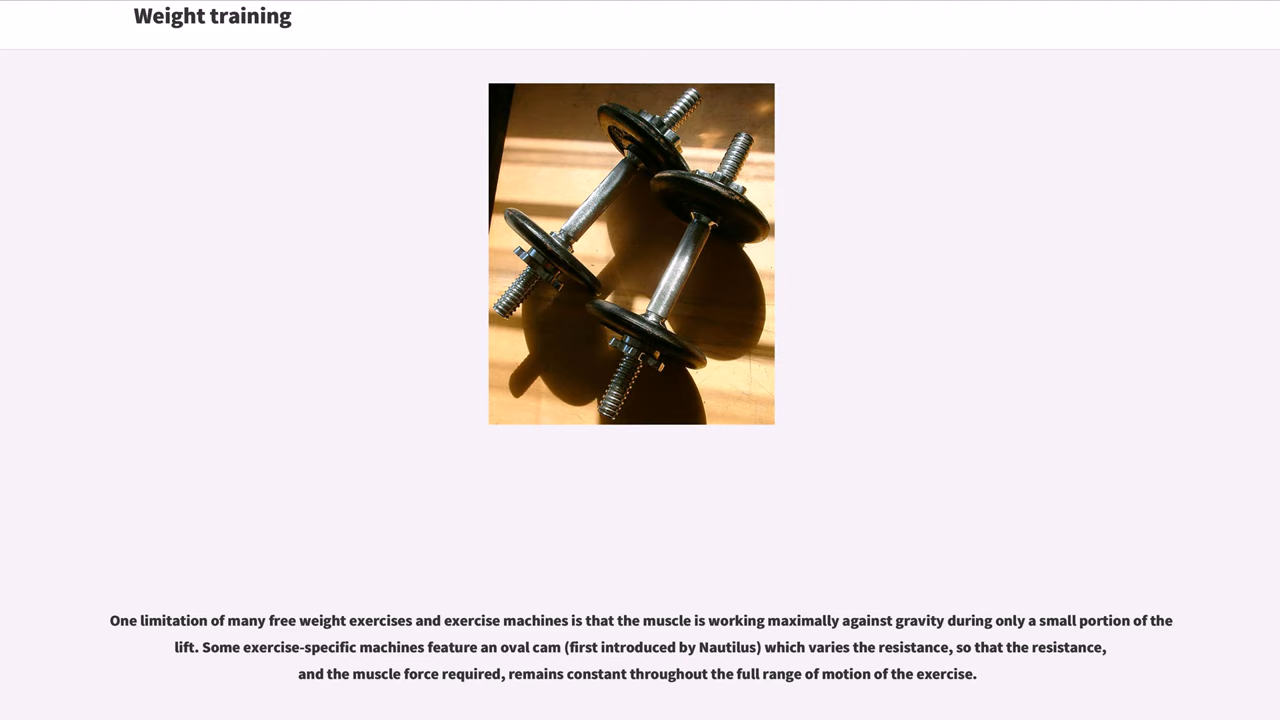 Weight training
One limitation of many free weight exercises and exercise machines is that the muscle is working maximally against gravity during only a small portion of the
lift. Some exercise-specific machines feature an oval cam (first introduced by Nautilus) which varies the resistance, so that the resistance,
and the muscle force required, remains constant throughout the full range of motion of the exercise.